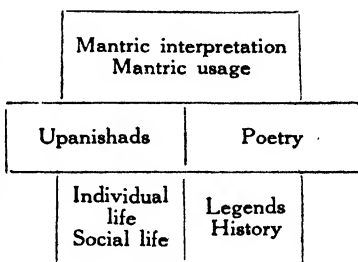 Mantric interpretation
Mantric usage
Upanishads
Poetry
Individual
life
Social life
Legends
History